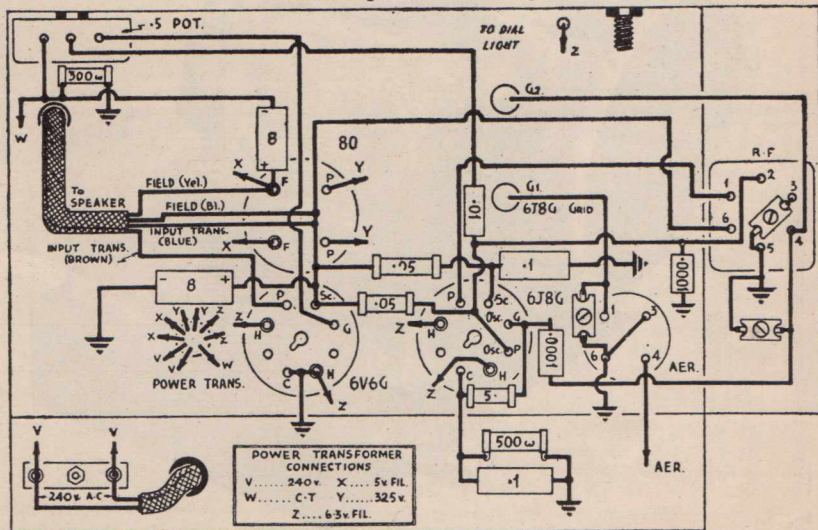 .5 POT.
TO DIAL
LIGHT
Z
300 ω
W
8
80
G2.
R.F
X
F
P
Y
TO
SPEAKER
FIELD (Yel.)
FIELD (Bl.)
INPUT TRANS.
(BLUE)
INPUT TRANS.
(BROWN)
X
F
P
Y
.01
G1.
6J8G GRID
1
2
3
6
4
5
.0001
8
.05
.1
.05
P
Sc.
G
H
C
H
Z
Z
6V6G
P
Sc
Osc. G
Osc. P
H
C
H
Z
Z
6J8G
.0001
1
3
6
4
AER.
AER.
5.
500 ω
.1
Y
Y
Z
X
Z
X
W
V
V
POWER TRANS.
V
V
240v. A.C
POWER TRANSFORMER
CONNECTIONS
V ...... 240v. X .... 5v. FIL.
W ...... C.T Y ..... 325v.
Z .... 6.3v. FIL.